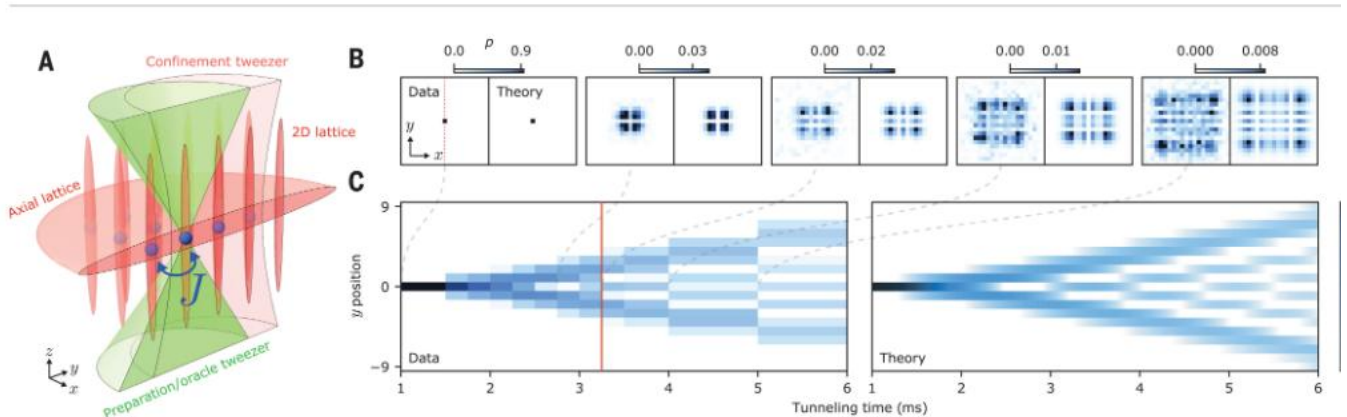 A
Confinement tweezer
2D lattice
Axial lattice
J
Preparation/oracle tweezer
z
y
x
B
p
0.0 0.9
0.00 0.03
0.00 0.02
0.00 0.01
0.000 0.008
Data
Theory
y
x
C
9
0
−9
y position
Data
1 2 3 4 5 6
Theory
1 2 3 4 5 6
Tunneling time (ms)